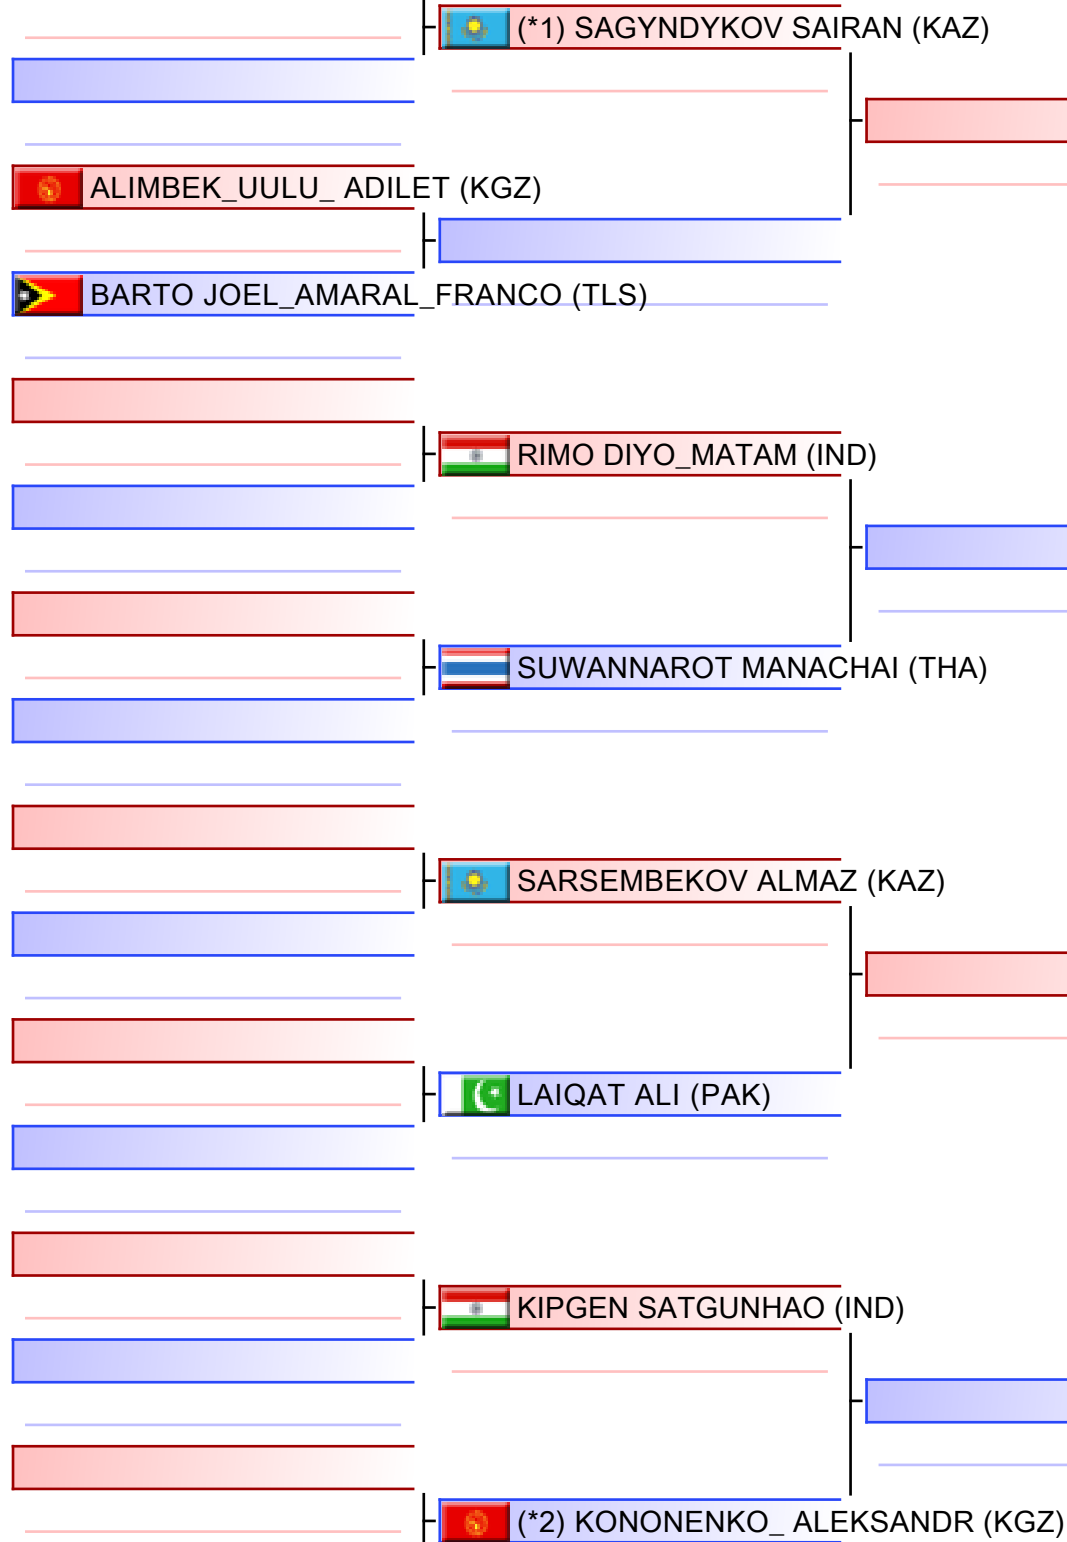 (*1) SAGYNDYKOV SAIRAN (KAZ)
ALIMBEK_UULU_ ADILET (KGZ)
BARTO JOEL_AMARAL_FRANCO (TLS)
RIMO DIYO_MATAM (IND)
SUWANNAROT MANACHAI (THA)
SARSEMBEKOV ALMAZ (KAZ)
LAIQAT ALI (PAK)
KIPGEN SATGUNHAO (IND)
(*2) KONONENKO_ ALEKSANDR (KGZ)